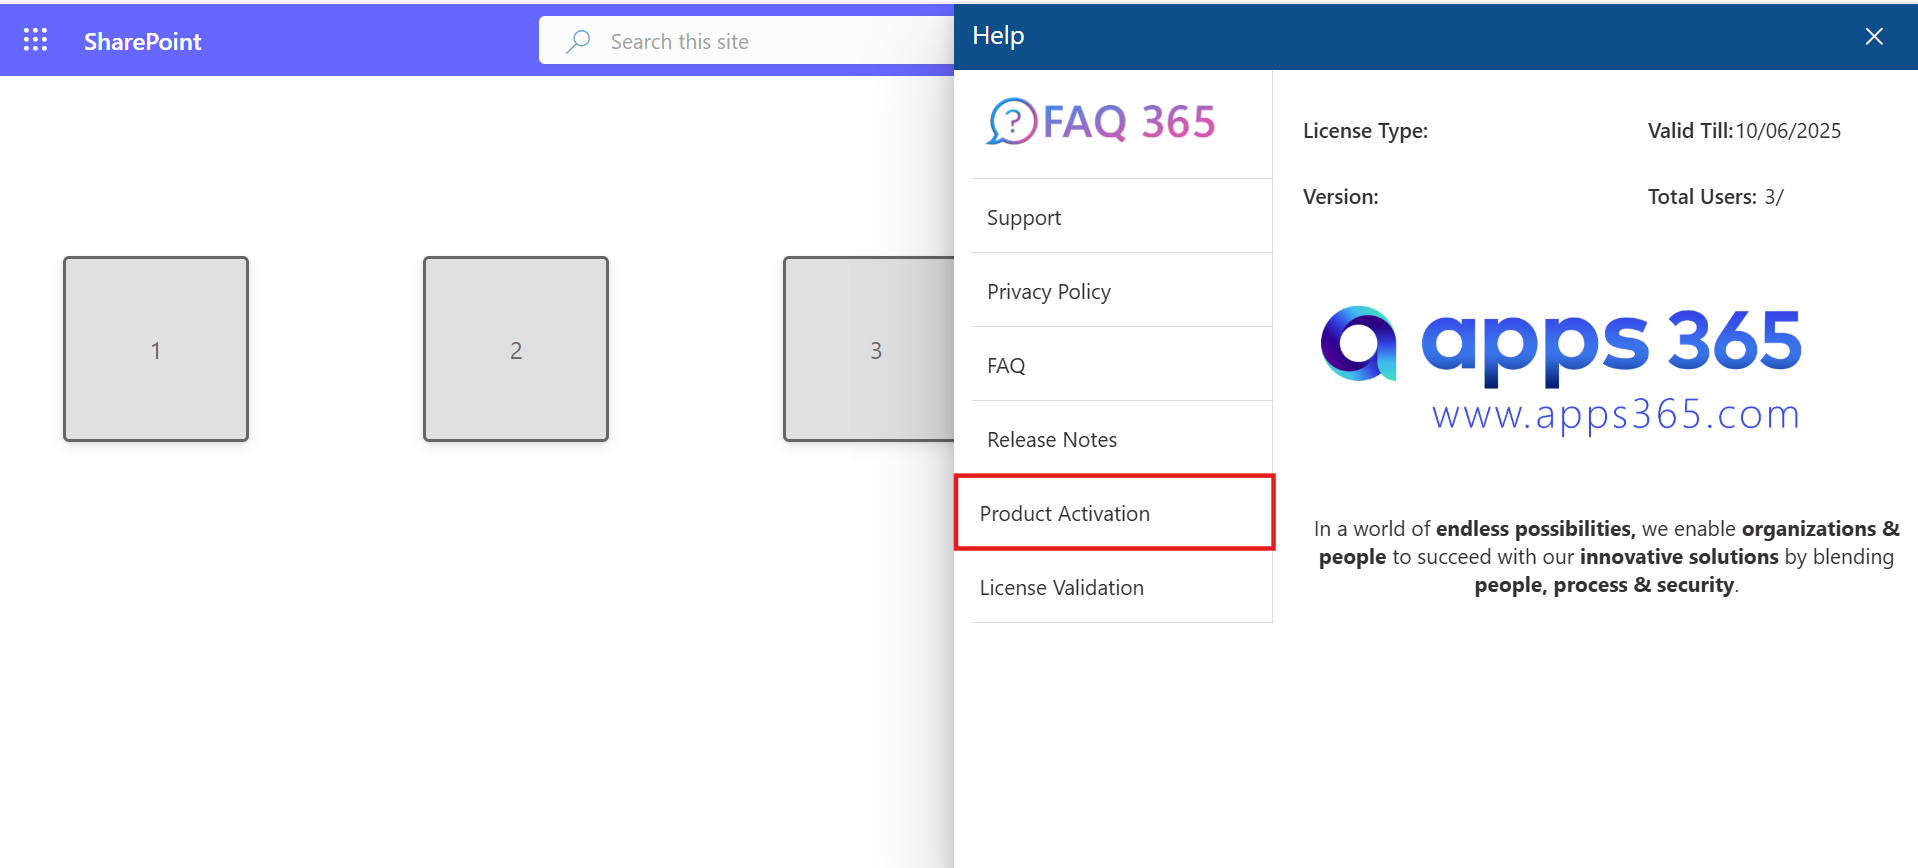 SharePoint
Search this site
Help
FAQ 365
License Type:
Valid Till:10/06/2025
Version:
Total Users: 3/
Support
Privacy Policy
FAQ
Release Notes
Product Activation
License Validation
1
2
3
apps 365
www.apps365.com
In a world of endless possibilities, we enable organizations &
people to succeed with our innovative solutions by blending
people, process & security.